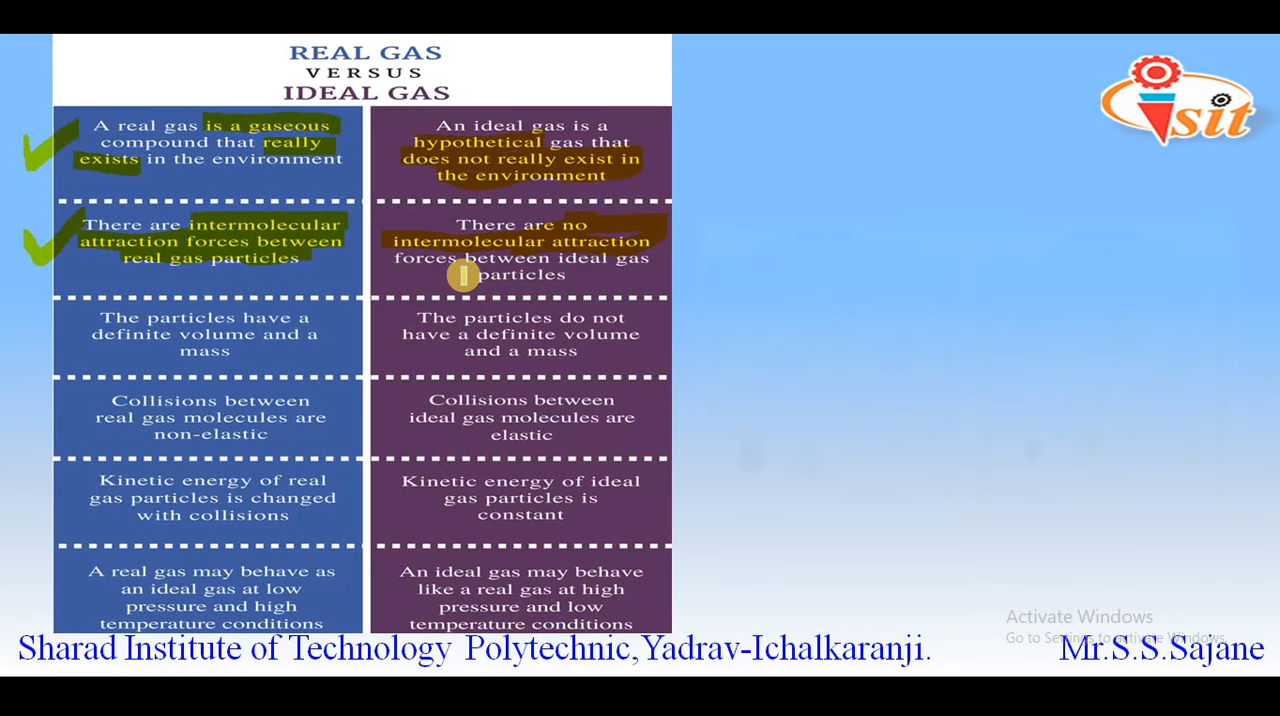 REAL GAS
VERSUS
IDEAL GAS
A real gas is a gaseous
compound that really
exists in the environment
An ideal gas is a
hypothetical gas that
does not really exist in
the environment
There are intermolecular
attraction forces between
real gas particles
There are no
intermolecular attraction
forces between ideal gas
particles
The particles have a
definite volume and a
mass
The particles do not
have a definite volume
and a mass
Collisions between
real gas molecules are
non-elastic
Collisions between
ideal gas molecules are
elastic
Kinetic energy of real
gas particles is changed
with collisions
Kinetic energy of ideal
gas particles is
constant
A real gas may behave as
an ideal gas at low
pressure and high
temperature conditions
An ideal gas may behave
like a real gas at high
pressure and low
temperature conditions
isit
Activate Windows
Go to Settings to activate Windows.
Sharad Institute of Technology Polytechnic,Yadrav-Ichalkaranji.
Mr.S.S.Sajane